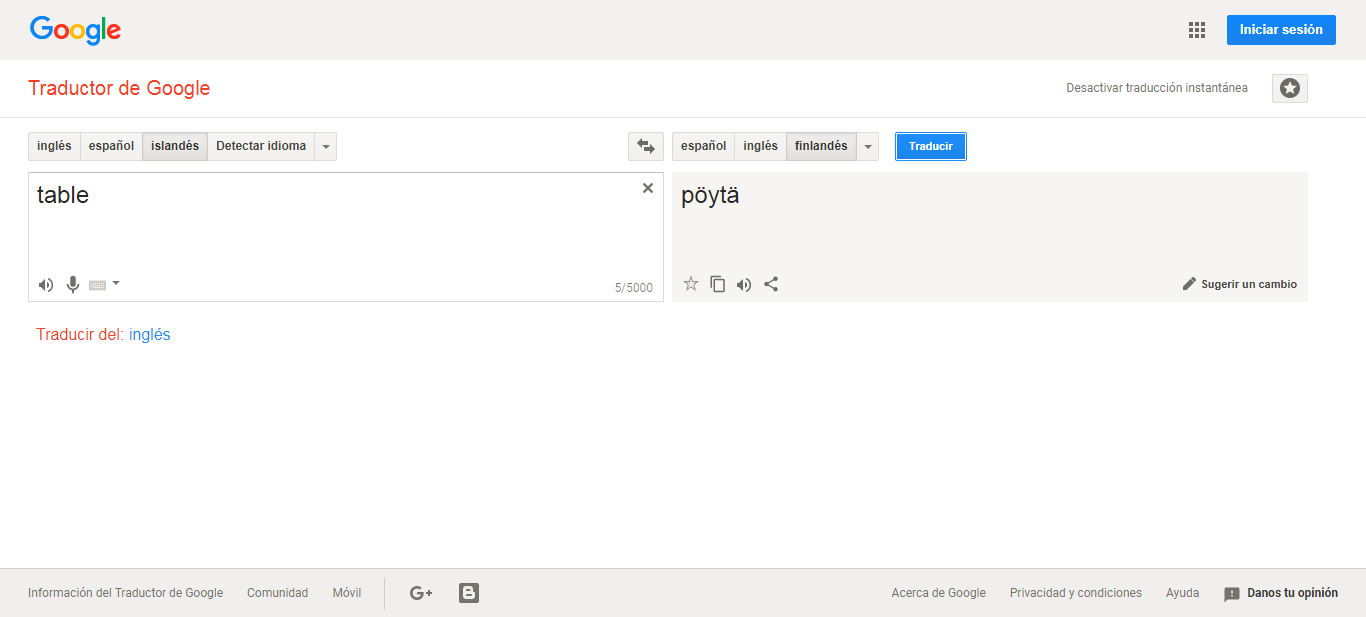 Google
Iniciar sesión
Traductor de Google
Desactivar traducción instantánea
inglés español islandés Detectar idioma
español inglés finlandés Traducir
table
pöytä
5/5000
Sugerir un cambio
Traducir del: inglés
Información del Traductor de Google Comunidad Móvil G+ B Acerca de Google Privacidad y condiciones Ayuda Danos tu opinión